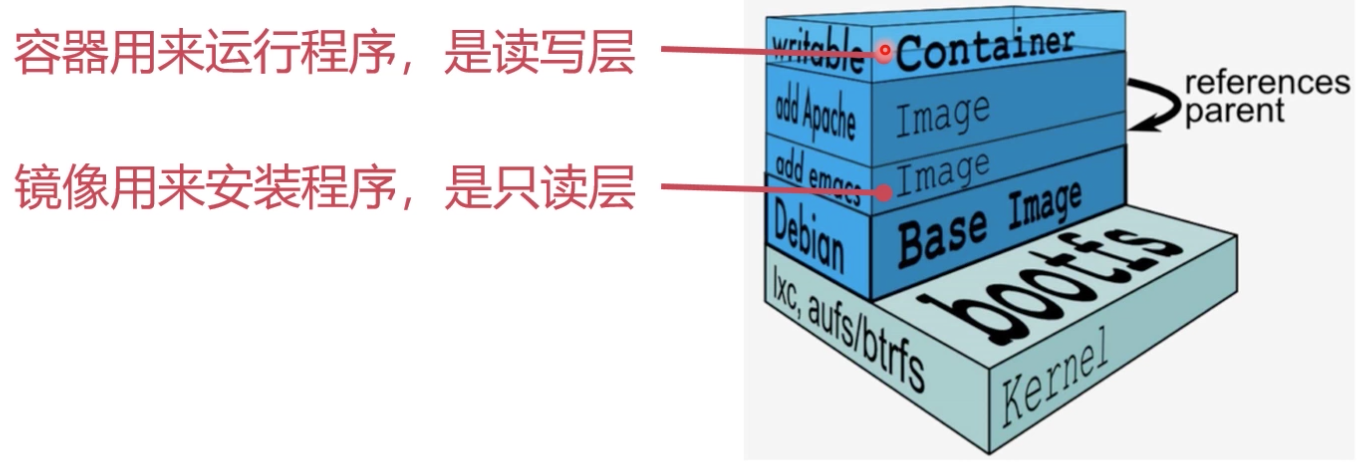 容器用来运行程序，是读写层
镜像用来安装程序，是只读层
writable
Container
add Apache
Image
references
parent
add emacs
Image
Debian
Base Image
lxc, aufs/btrfs
bootfs
Kernel